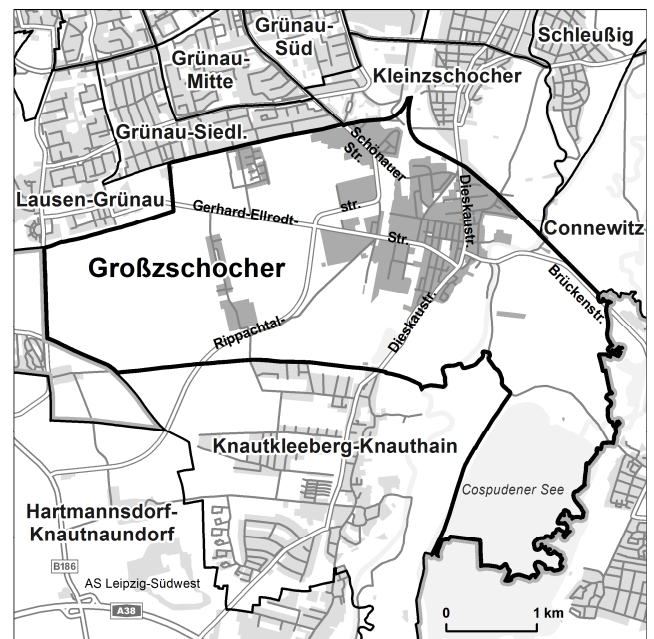 Grünau-
Süd
Schleußig
Grünau-
Mitte
Kleinzschocher
Grünau-Siedl.
Schönauer
Str.
Lausen-Grünau
Dieskaustr.
Gerhard-Ellrodt-
str.
Str.
Connewitz
Großzschocher
Brückenstr.
Rippachtal-
Dieskaustr.
Knautkleeberg-Knauthain
Cospudener See
Hartmannsdorf-
Knautnaundorf
B186
AS Leipzig-Südwest
A38
0 1 km